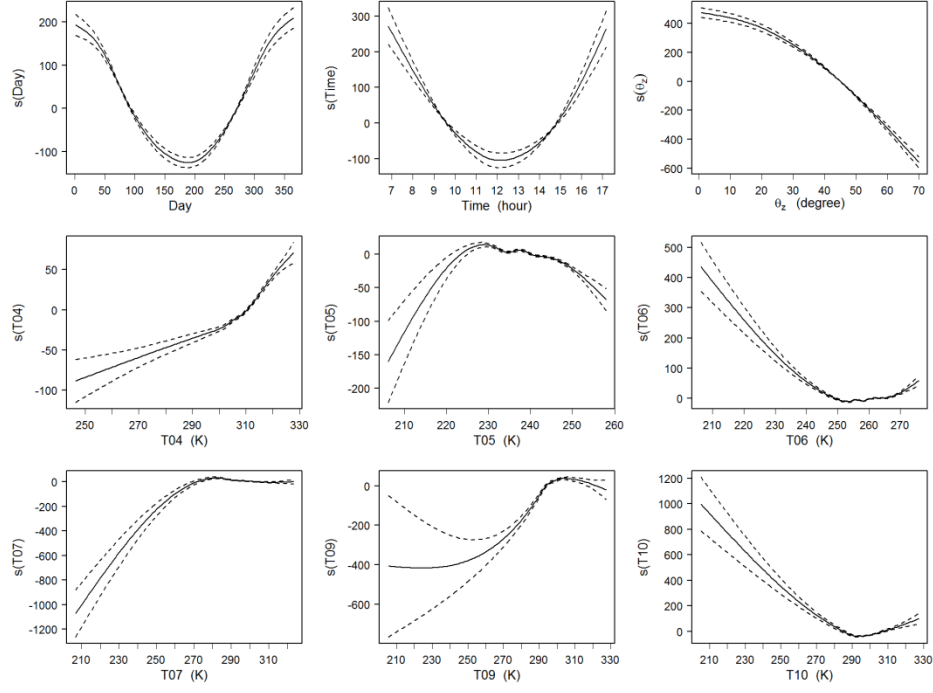 s(Day)
200
100
0
-100
0 50 100 150 200 250 300 350
Day
s(Time)
300
200
100
0
-100
7 8 9 10 11 12 13 14 15 16 17
Time (hour)
s(θz)
400
200
0
-200
-400
-600
0 10 20 30 40 50 60 70
θz (degree)
s(T04)
50
0
-50
-100
250 270 290 310 330
T04 (K)
s(T05)
0
-50
-100
-150
-200
210 220 230 240 250 260
T05 (K)
s(T06)
500
400
300
200
100
0
210 220 230 240 250 260 270
T06 (K)
s(T07)
0
-200
-400
-600
-800
-1000
-1200
210 230 250 270 290 310
T07 (K)
s(T09)
0
-200
-400
-600
210 230 250 270 290 310 330
T09 (K)
s(T10)
1200
1000
800
600
400
200
0
210 230 250 270 290 310 330
T10 (K)